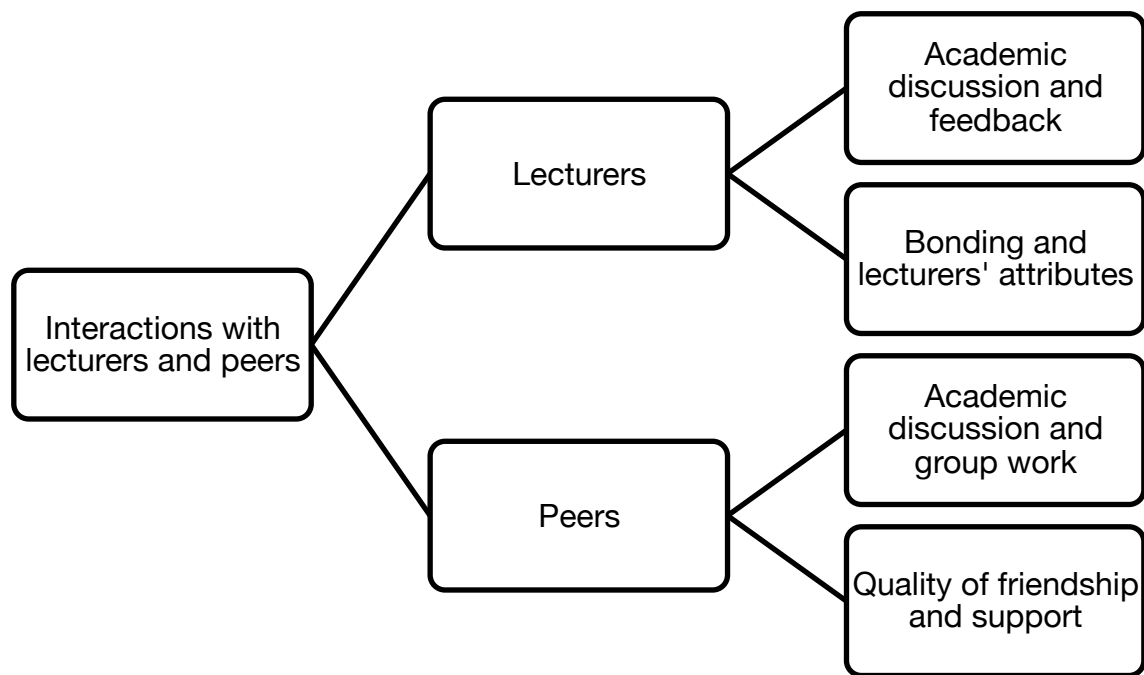 Interactions with
lecturers and peers
Lecturers
Academic
discussion and
feedback
Bonding and
lecturers' attributes
Peers
Academic
discussion and
group work
Quality of friendship
and support